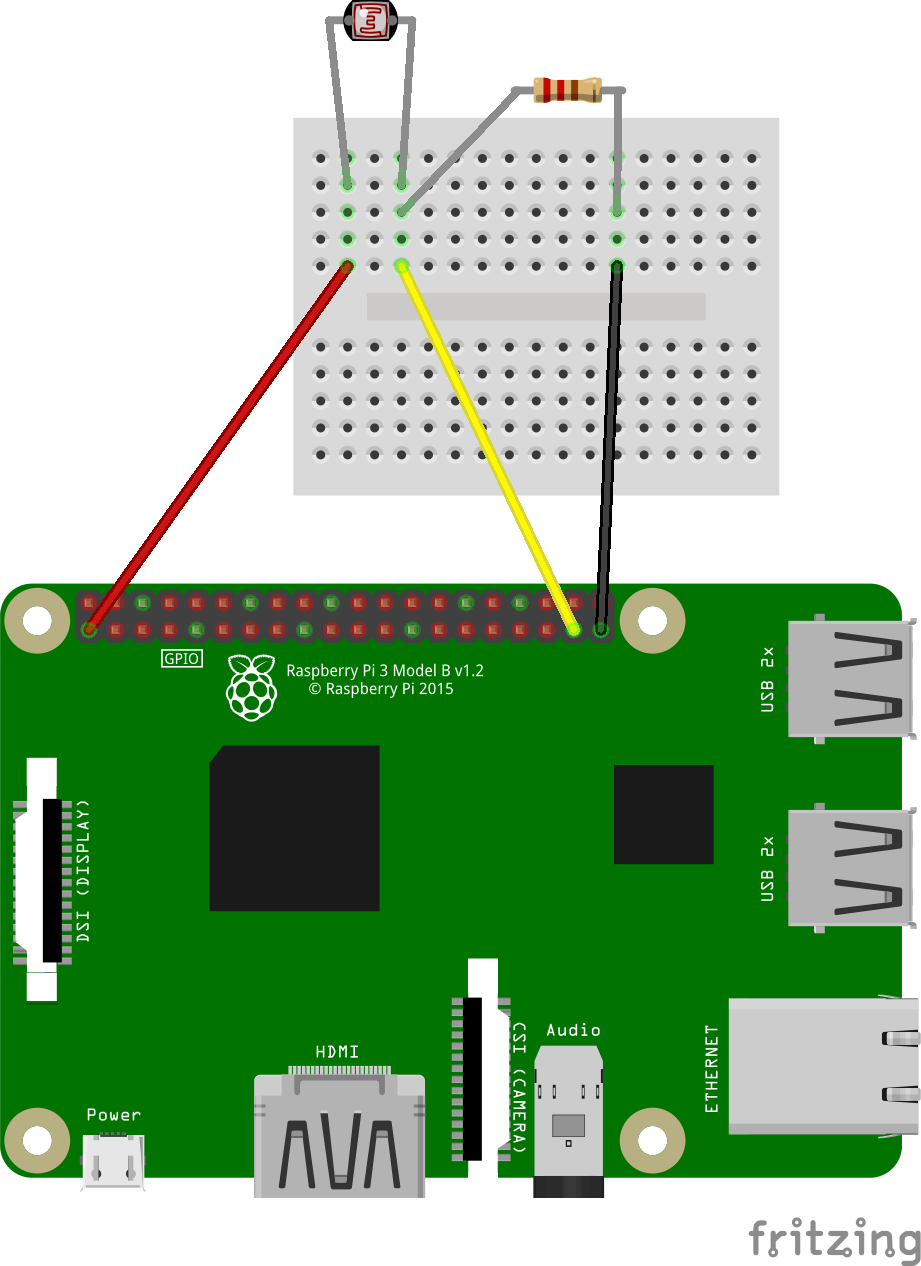 GPIO
Raspberry Pi 3 Model B v1.2
© Raspberry Pi 2015
USB 2x
DSI (DISPLAY)
USB 2x
HDMI
CSI (CAMERA)
Audio
ETHERNET
Power
fritzing